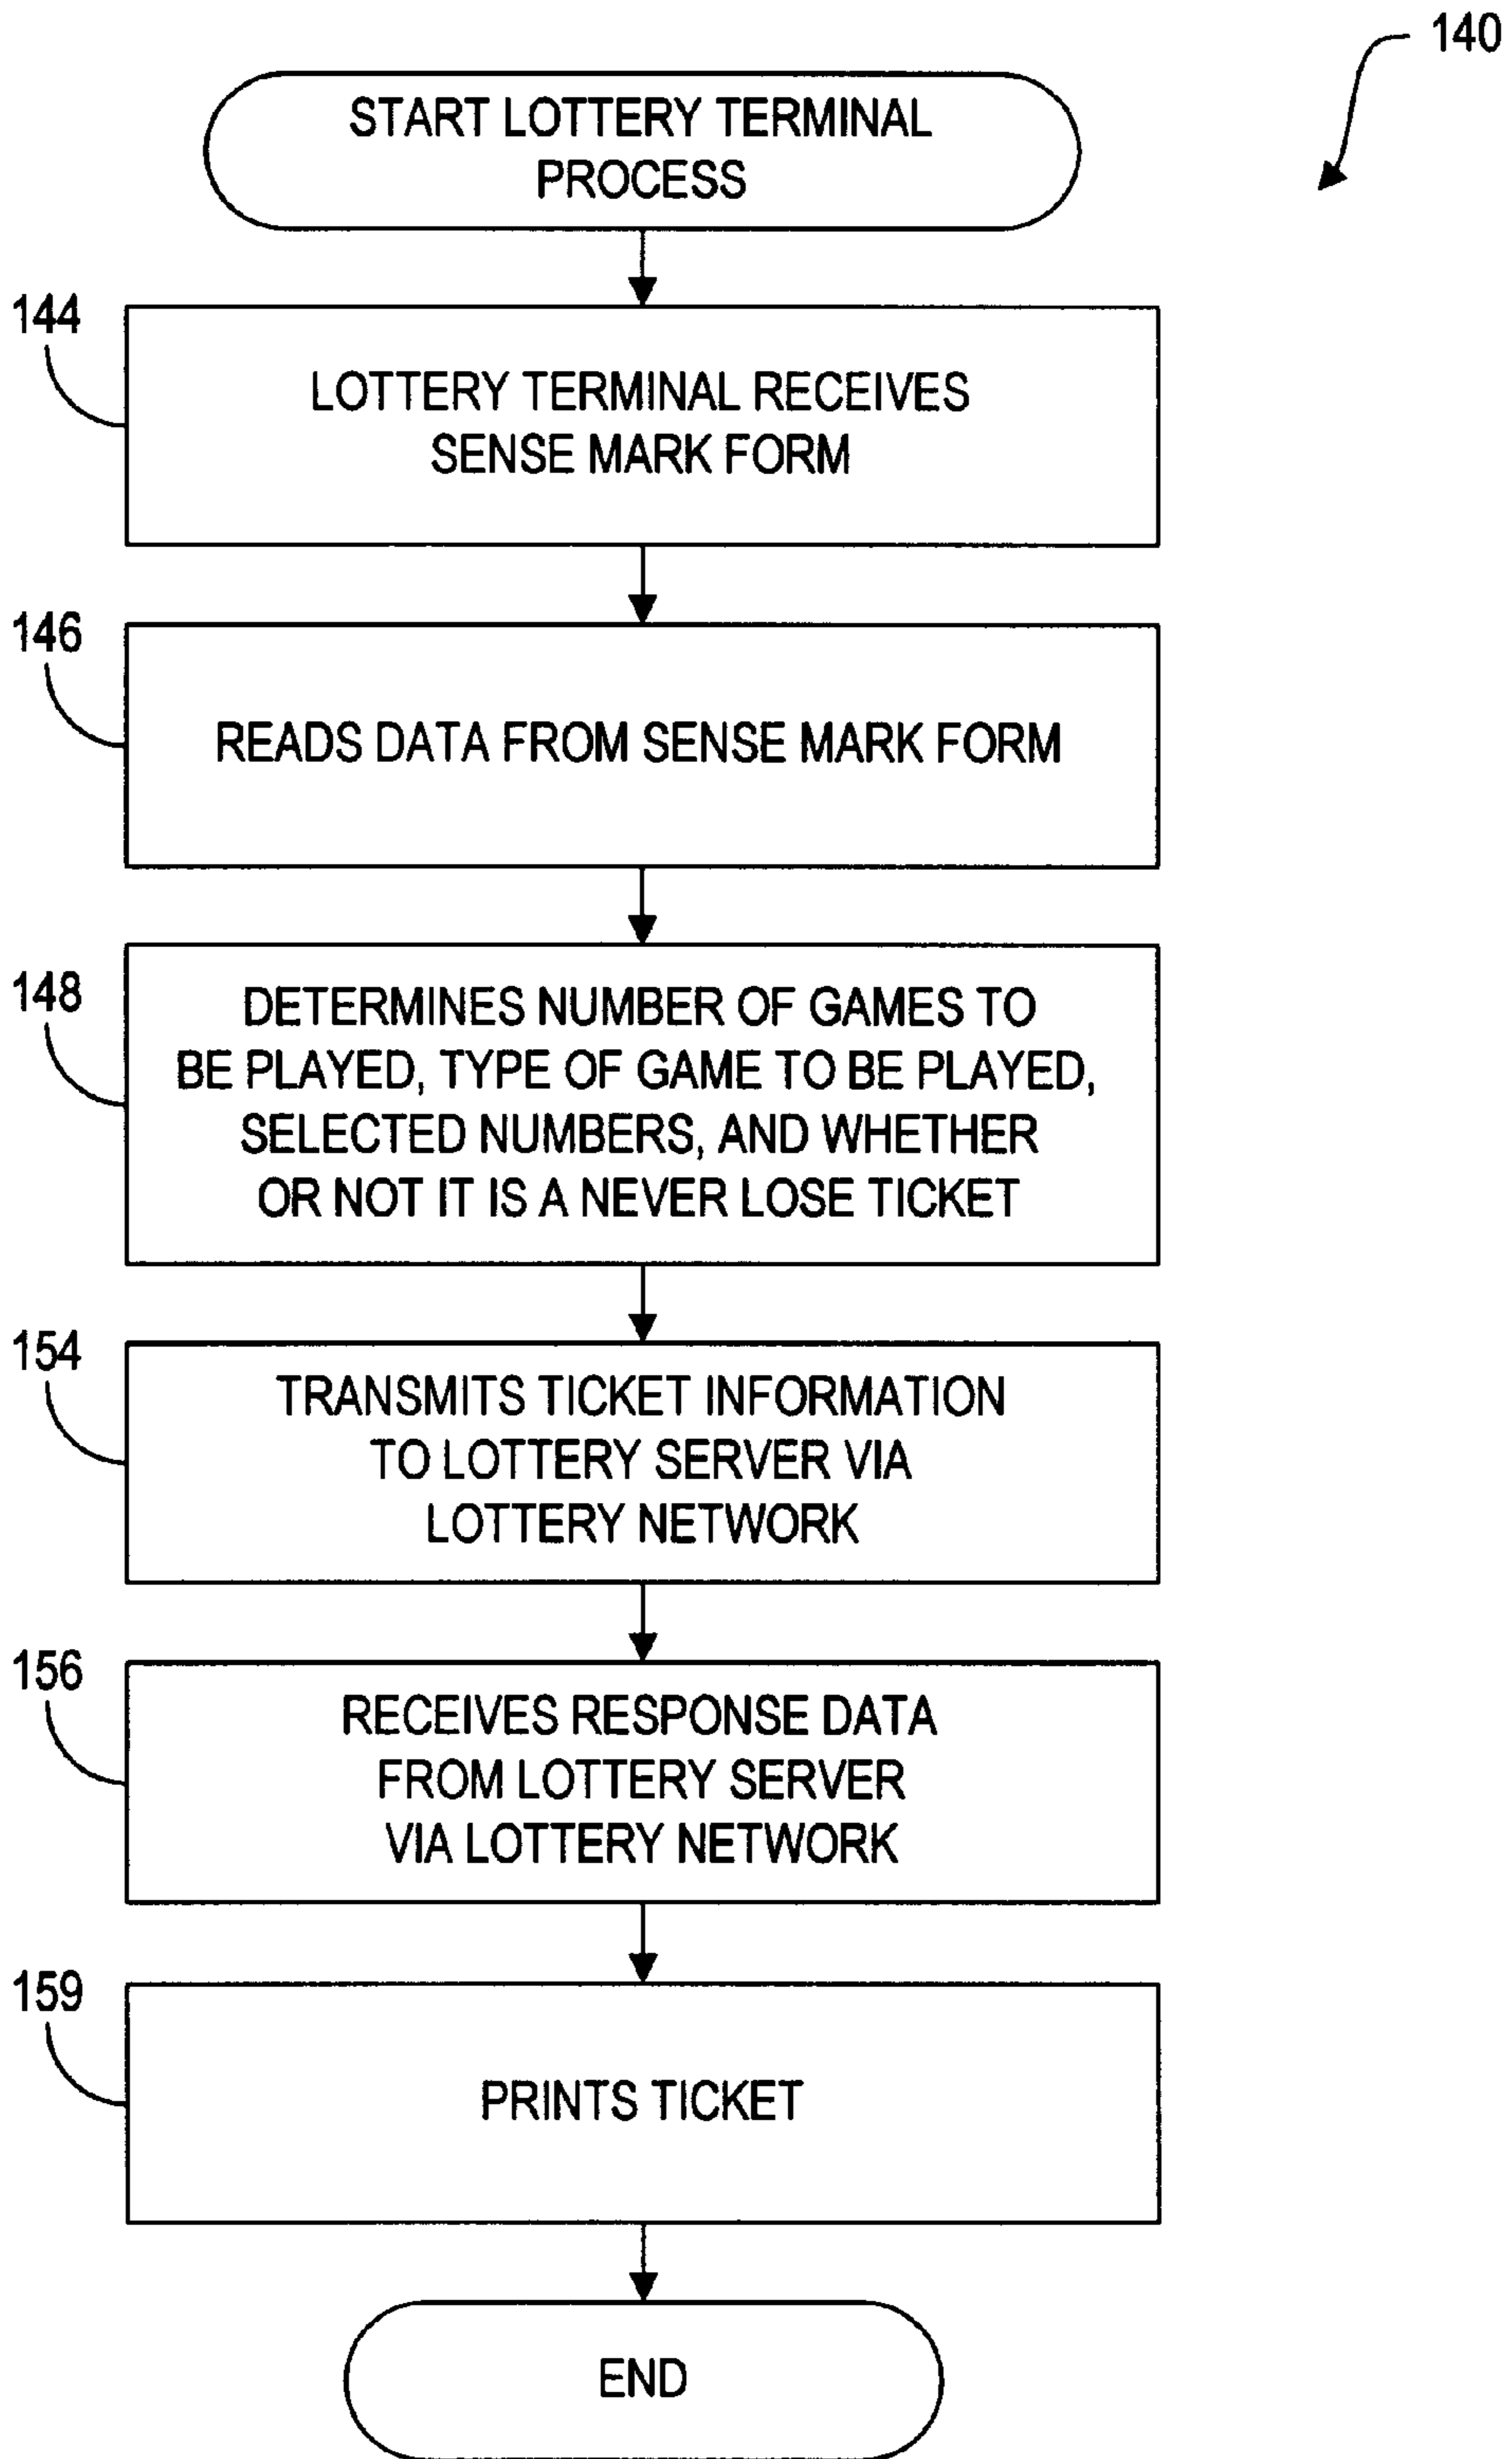 140
START LOTTERY TERMINAL
PROCESS
144
LOTTERY TERMINAL RECEIVES
SENSE MARK FORM
146
READS DATA FROM SENSE MARK FORM
148
DETERMINES NUMBER OF GAMES TO
BE PLAYED, TYPE OF GAME TO BE PLAYED,
SELECTED NUMBERS, AND WHETHER
OR NOT IT IS A NEVER LOSE TICKET
154
TRANSMITS TICKET INFORMATION
TO LOTTERY SERVER VIA
LOTTERY NETWORK
156
RECEIVES RESPONSE DATA
FROM LOTTERY SERVER
VIA LOTTERY NETWORK
159
PRINTS TICKET
END